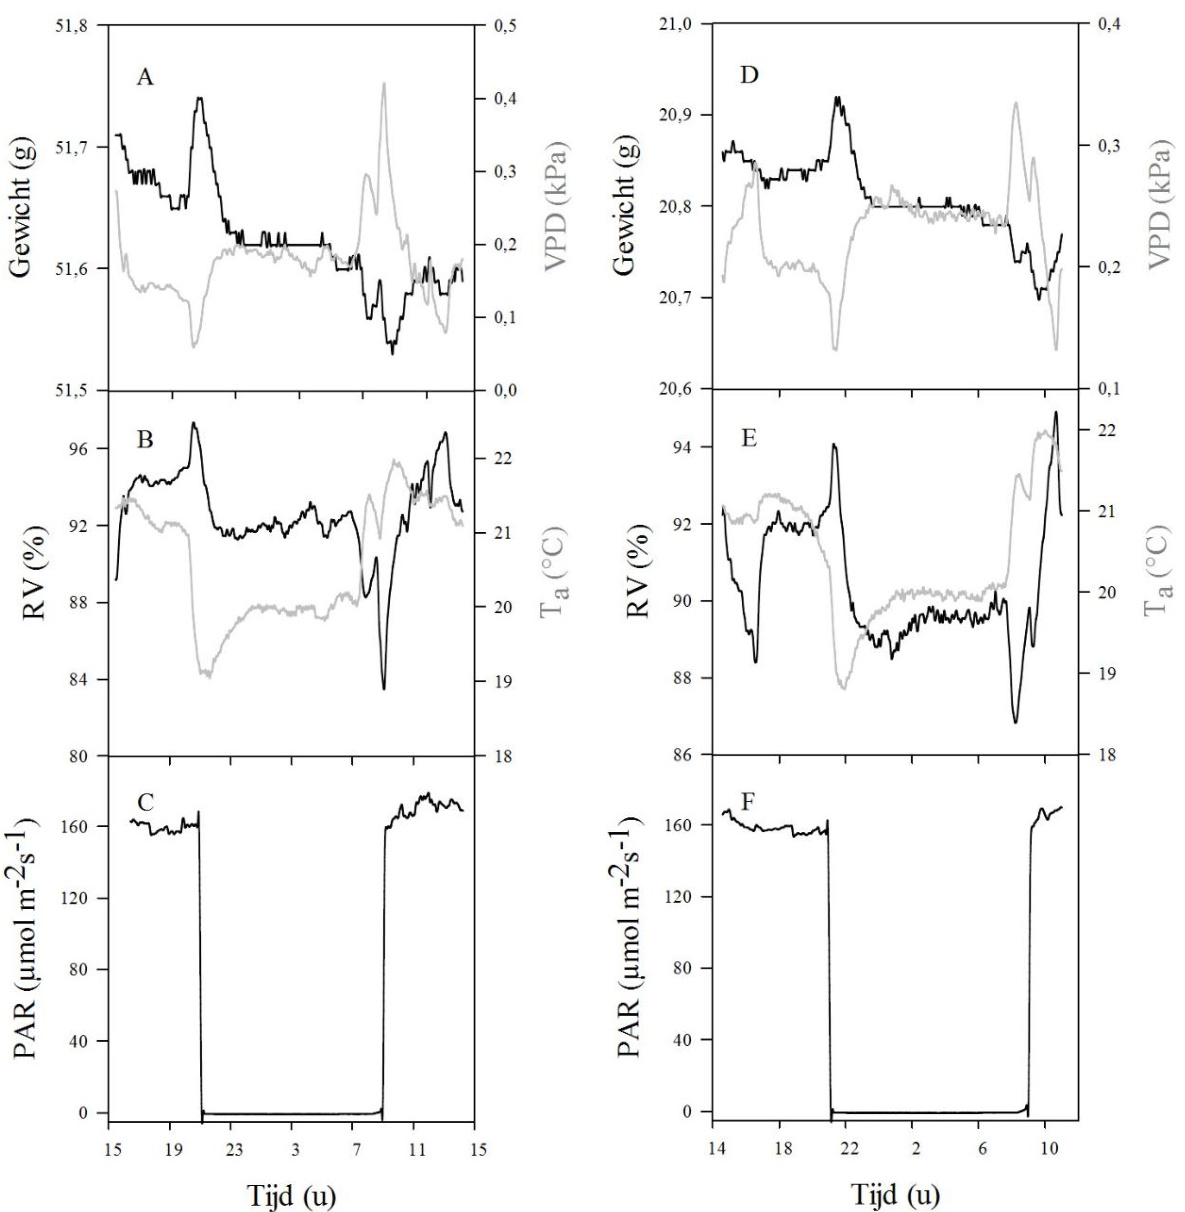 A
51,8
51,7
51,6
51,5
Gewicht (g)
0,5
0,4
0,3
0,2
0,1
0,0
VPD (kPa)
D
21,0
20,9
20,8
20,7
20,6
Gewicht (g)
0,4
0,3
0,2
0,1
VPD (kPa)
B
96
92
88
84
80
RV (%)
22
21
20
19
18
Ta (°C)
E
94
92
90
88
86
RV (%)
22
21
20
19
18
Ta (°C)
C
160
120
80
40
0
PAR (µmol m-2s-1)
15 19 23 3 7 11 15
Tijd (u)
F
160
120
80
40
0
PAR (µmol m-2s-1)
14 18 22 2 6 10
Tijd (u)